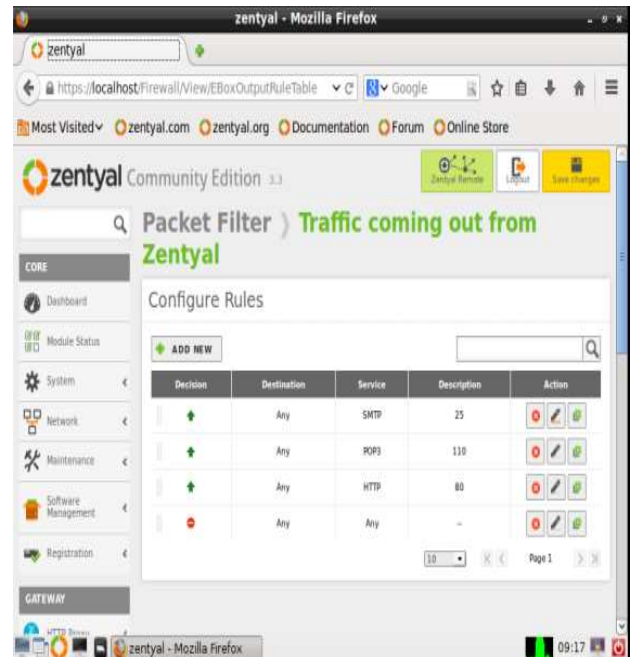 zentyal - Mozilla Firefox
zentyal
https://localhost/Firewall/View/EBoxOutputRuleTable
Google
Most Visited
zentyal.com
zentyal.org
Documentation
Forum
Online Store
zentyal Community Edition 3.3
Zentyal Remote
Logout
Save changes
Packet Filter
Traffic coming out from
Zentyal
CORE
Dashboard
Module Status
System
Network
Maintenance
Software
Management
Registration
GATEWAY
HTTP Proxy
Configure Rules
ADD NEW
Decision Destination Service Description Action
Any SMTP 25
Any POP3 110
Any HTTP 80
Any Any --
10 Page 1
zentyal - Mozilla Firefox
09:17